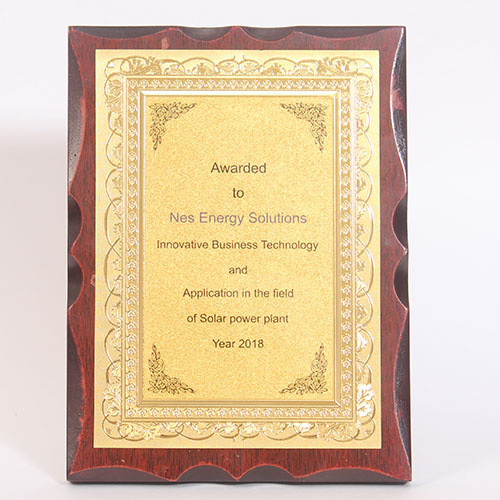 Awarded
to
Nes Energy Solutions
Innovative Business Technology
and
Application in the field
of Solar power plant
Year 2018